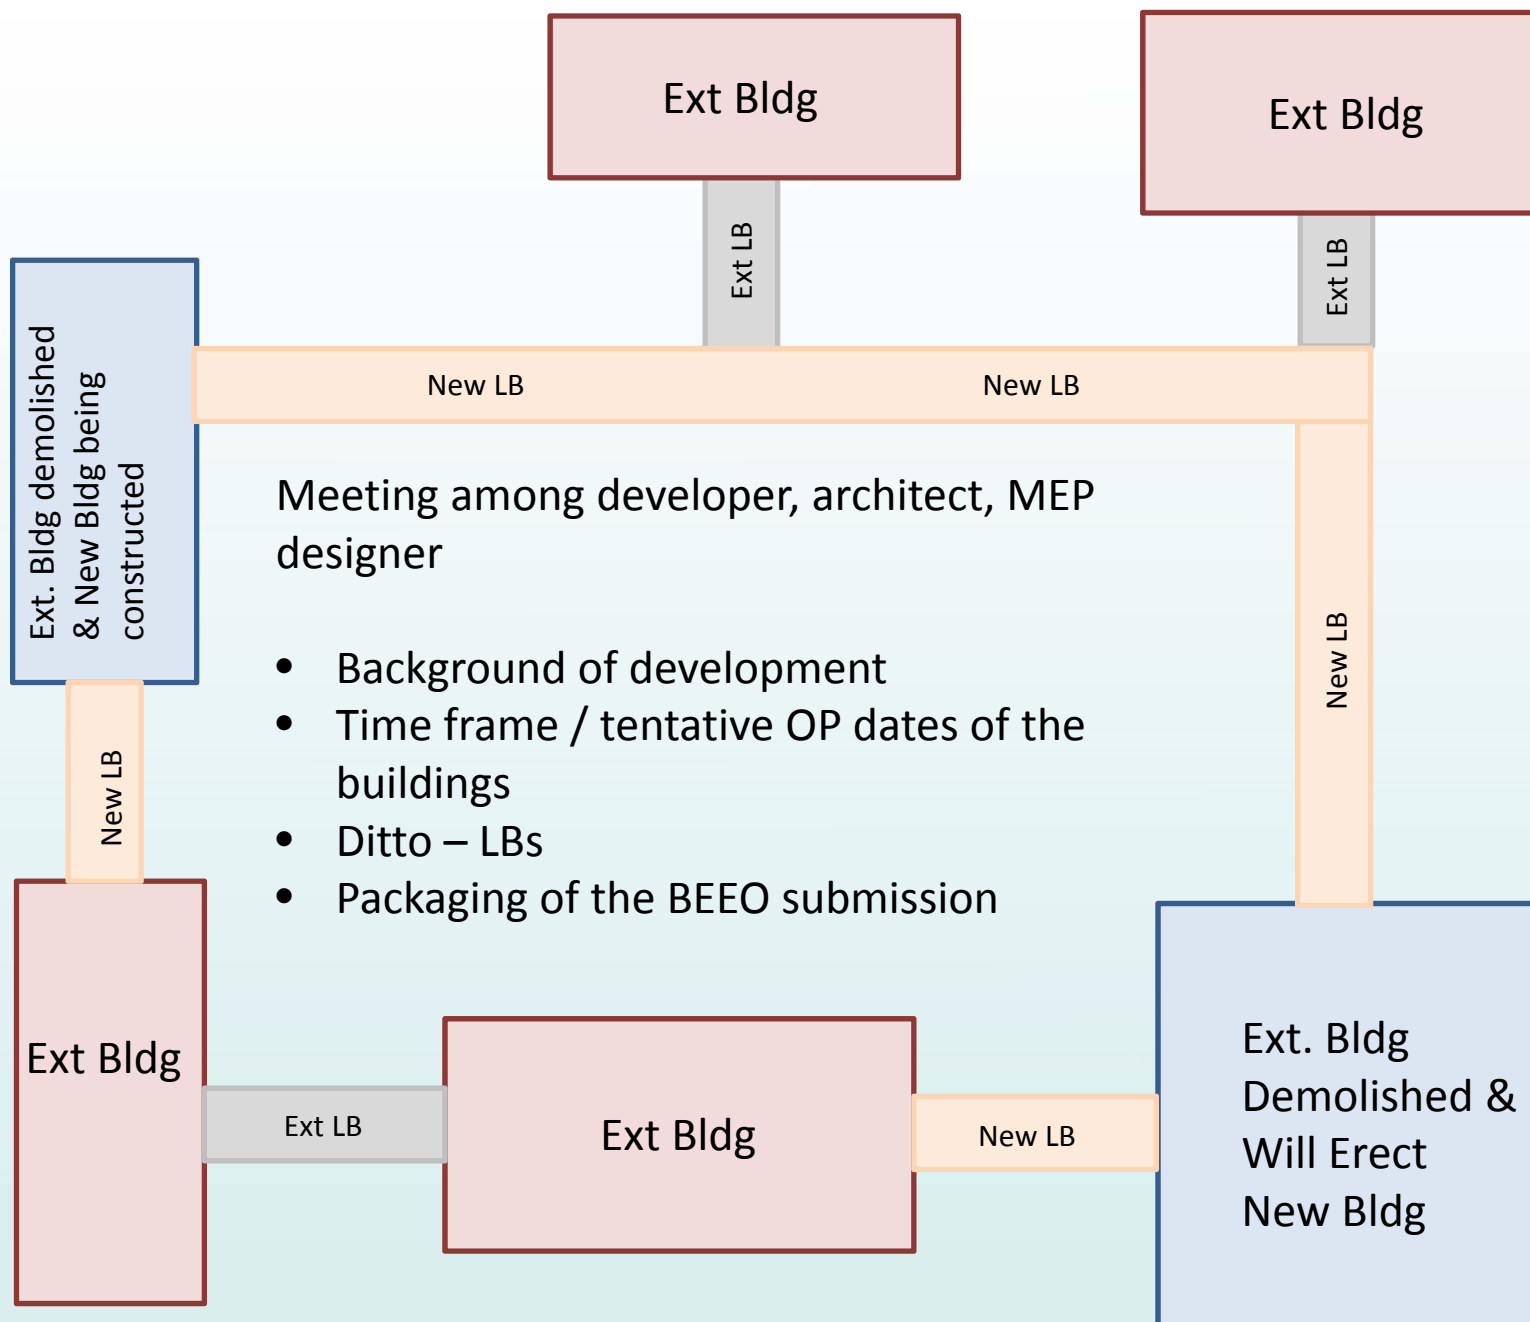 Ext Bldg
Ext Bldg
Ext LB
Ext LB
Ext. Bldg demolished
& New Bldg being
constructed
New LB
New LB
Meeting among developer, architect, MEP
designer
• Background of development
• Time frame / tentative OP dates of the
buildings
• Ditto – LBs
• Packaging of the BEEO submission
New LB
New LB
Ext Bldg
Ext LB
Ext Bldg
New LB
Ext. Bldg
Demolished &
Will Erect
New Bldg